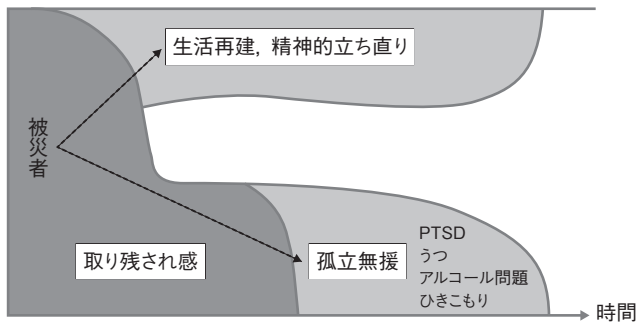 生活再建，精神的立ち直り
被災者
取り残され感
孤立無援
PTSD
うつ
アルコール問題
ひきこもり
時間